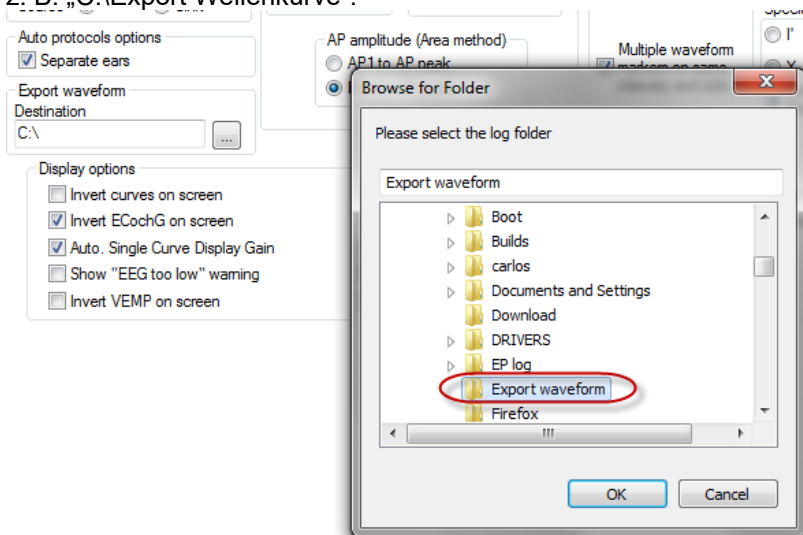 z. B. „C:\Export Wellenkurve“.
Auto protocols options
Separate ears
Export waveform
Destination
C:\
...
AP amplitude (Area method)
AP1 to AP peak
Multiple waveform
Display options
Invert curves on screen
Invert ECochG on screen
Auto. Single Curve Display Gain
Show "EEG too low" warning
Invert VEMP on screen
Browse for Folder
Please select the log folder
Export waveform
Boot
Builds
carlos
Documents and Settings
Download
DRIVERS
EP log
Export waveform
Firefox
OK
Cancel